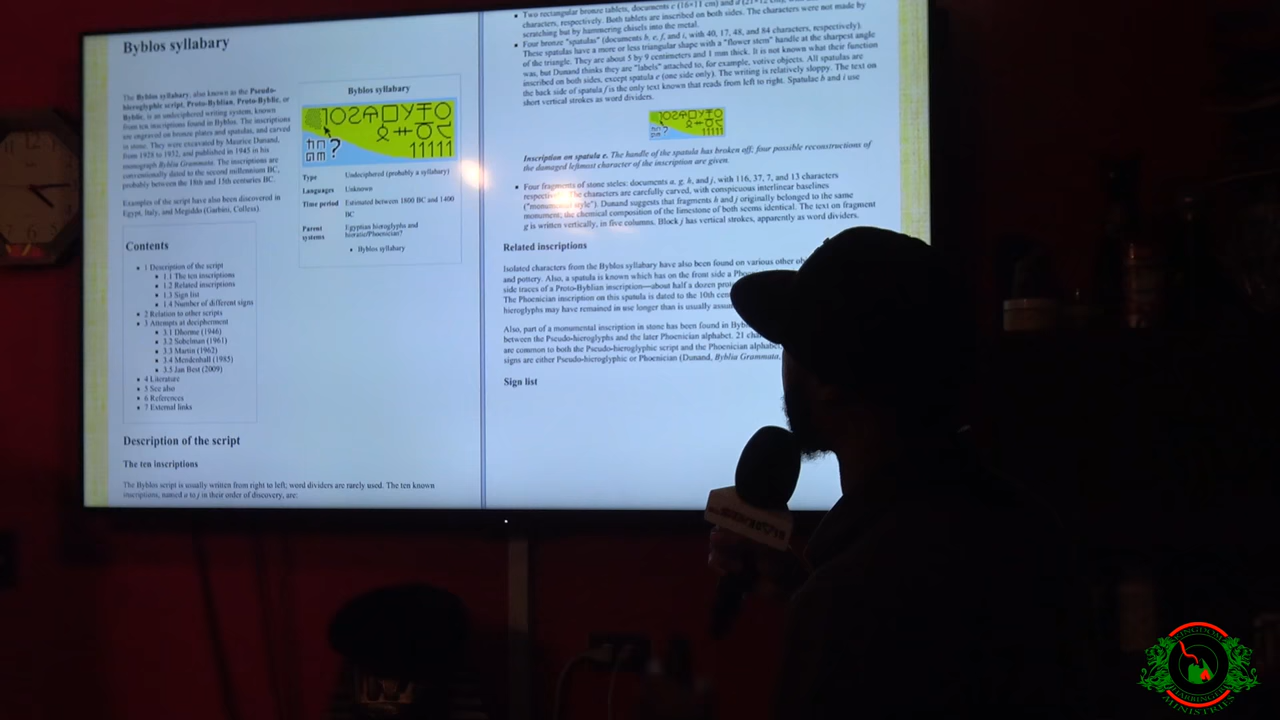 Byblos syllabary
The Byblos syllabary, also known as the Pseudo-
hieroglyphic script, Proto-Byblian, Proto-Byblic, or
Byblic, is an undeciphered writing system, known
from ten inscriptions found in Byblos. The inscriptions
are engraved on bronze plates and spatulas, and carved
in stone. They were excavated by Maurice Dunand,
from 1928 to 1932, and published in 1945 in his
monograph Byblia Grammata. The inscriptions are
conventionally dated to the second millennium BC,
probably between the 18th and 15th centuries BC.
Examples of the script have also been discovered in
Egypt, Italy, and Megiddo (Garbini, Colless).
Byblos syllabary
Type Undeciphered (probably a syllabary)
Languages Unknown
Time period Estimated between 1800 BC and 1400
BC
Parent systems Egyptian hieroglyphs and
hieratic/Phoenician?
• Byblos syllabary
Contents
• 1 Description of the script
• 1.1 The ten inscriptions
• 1.2 Related inscriptions
• 1.3 Sign list
• 1.4 Number of different signs
• 2 Relation to other scripts
• 3 Attempts at decipherment
• 3.1 Dhorme (1946)
• 3.2 Sobelman (1961)
• 3.3 Martin (1962)
• 3.4 Mendenhall (1985)
• 3.5 Jan Best (2009)
• 4 Literature
• 5 See also
• 6 References
• 7 External links
Description of the script
The ten inscriptions
The Byblos script is usually written from right to left; word dividers are rarely used. The ten known
inscriptions, named a to j in their order of discovery, are:
• Two rectangular bronze tablets, documents c (16×11 cm) and d
characters, respectively. Both tablets are inscribed on both sides. The characters were not made by
scratching but by hammering chisels into the metal.
• Four bronze "spatulas" (documents b, e, f, and i, with 40, 17, 48, and 84 characters, respectively).
These spatulas have a more or less triangular shape with a "flower stem" handle at the sharpest angle
of the triangle. They are about 5 by 9 centimeters and 1 mm thick. It is not known what their function
was, but Dunand thinks they are "labels" attached to, for example, votive objects. All spatulas are
inscribed on both sides, except spatula e (one side only). The writing is relatively sloppy. The text on
the back side of spatula f is the only text known that reads from left to right. Spatulae b and i use
short vertical strokes as word dividers.
Inscription on spatula e. The handle of the spatula has broken off; four possible reconstructions of
the damaged leftmost character of the inscription are given.
• Four fragments of stone steles: documents a, g, h, and j, with 116, 37, 7, and 13 characters
respectively. The characters are carefully carved, with conspicuous interlinear baselines
("monumental style"). Dunand suggests that fragments h and j originally belonged to the same
monument; the chemical composition of the limestone of both seems identical. The text on fragment
g is written vertically, in five columns. Block j has vertical strokes, apparently as word dividers.
Related inscriptions
Isolated characters from the Byblos syllabary have also been found on various other
and pottery. Also, a spatula is known which has on the front side a
side traces of a Proto-Byblian inscription—about half a dozen
The Phoenician inscription on this spatula is dated to the 10th
hieroglyphs may have remained in use longer than is usually
Also, part of a monumental inscription in stone has been found in
between the Pseudo-hieroglyphs and the later Phoenician alphabet. 21
are common to both the Pseudo-hieroglyphic script and the Phoenician
signs are either Pseudo-hieroglyphic or Phoenician (Dunand, Byblia Grammata,
Sign list
KINGDOM
HARBINGER
MINISTRIES